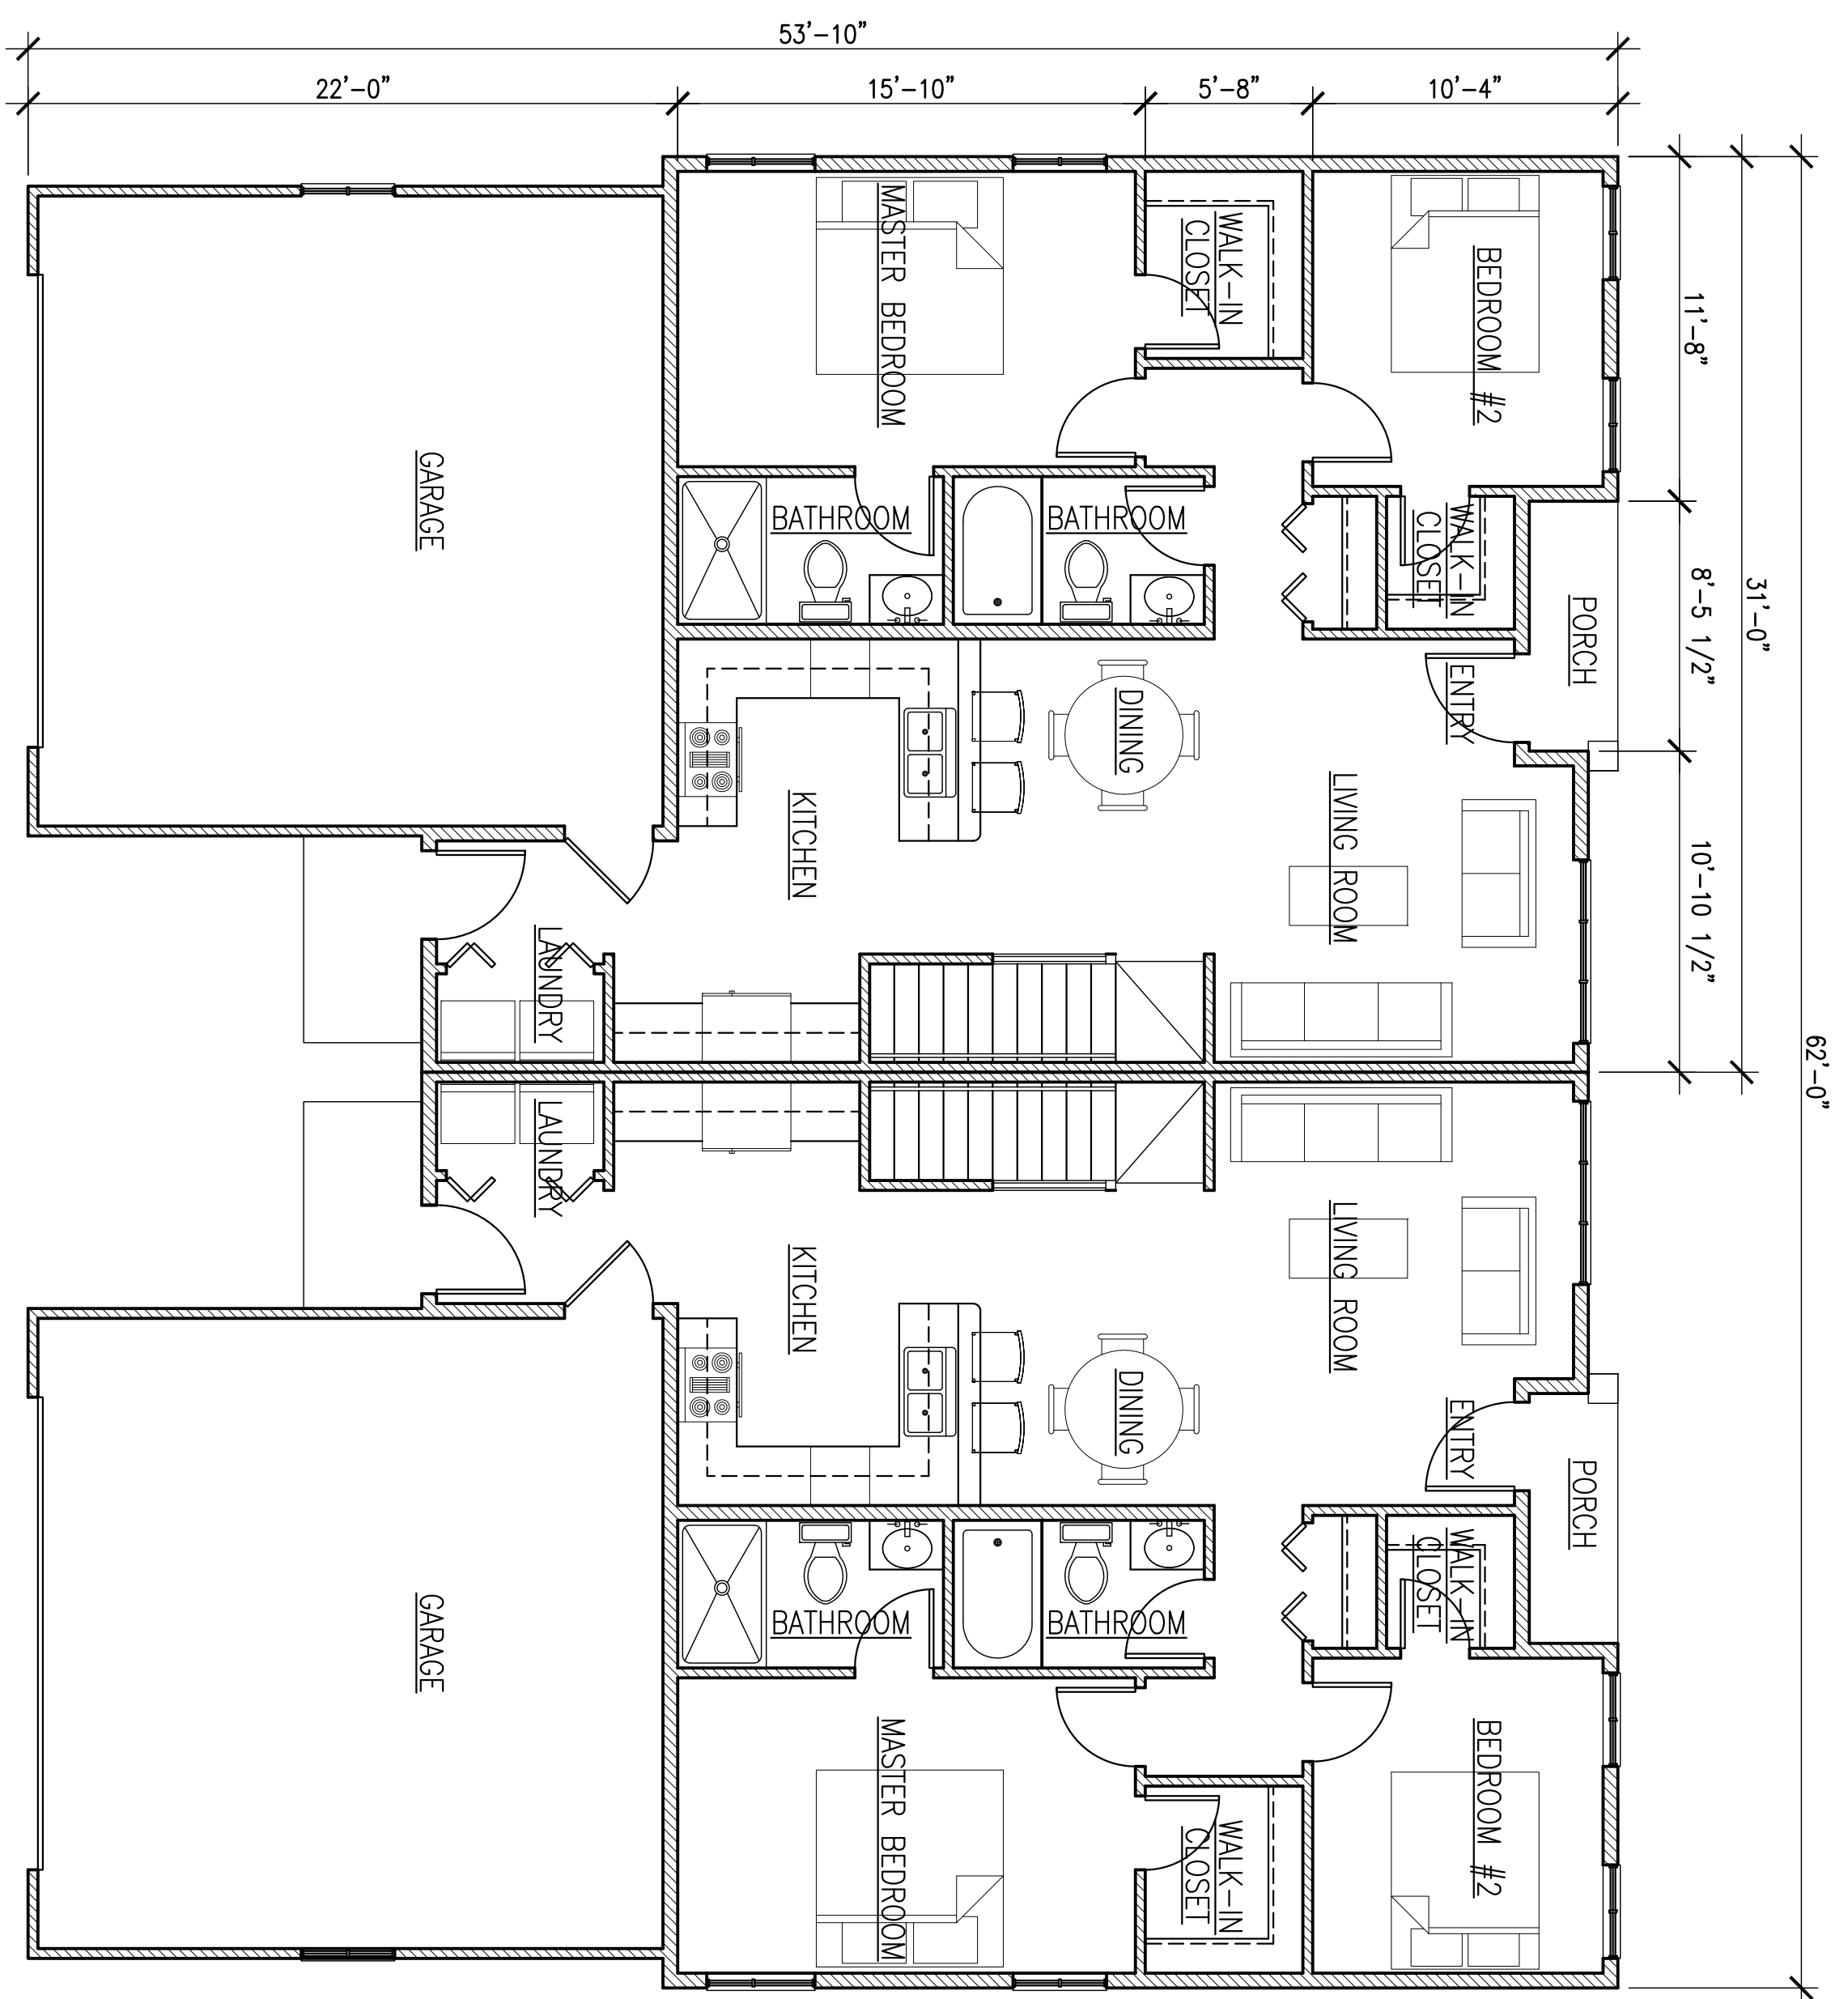 53'-10"
22'-0"
15'-10"
5'-8"
10'-4"
11'-8"
8'-5 1/2"
10'-10 1/2"
31'-0"
62'-0"
MASTER BEDROOM
WALK-IN
CLOSET
BEDROOM #2
GARAGE
BATHROOM
BATHROOM
WALK-IN
CLOSET
PORCH
ENTRY
DINING
KITCHEN
LIVING ROOM
LAUNDRY
LAUNDRY
KITCHEN
LIVING ROOM
DINING
ENTRY
PORCH
GARAGE
BATHROOM
BATHROOM
WALK-IN
CLOSET
MASTER BEDROOM
WALK-IN
CLOSET
BEDROOM #2